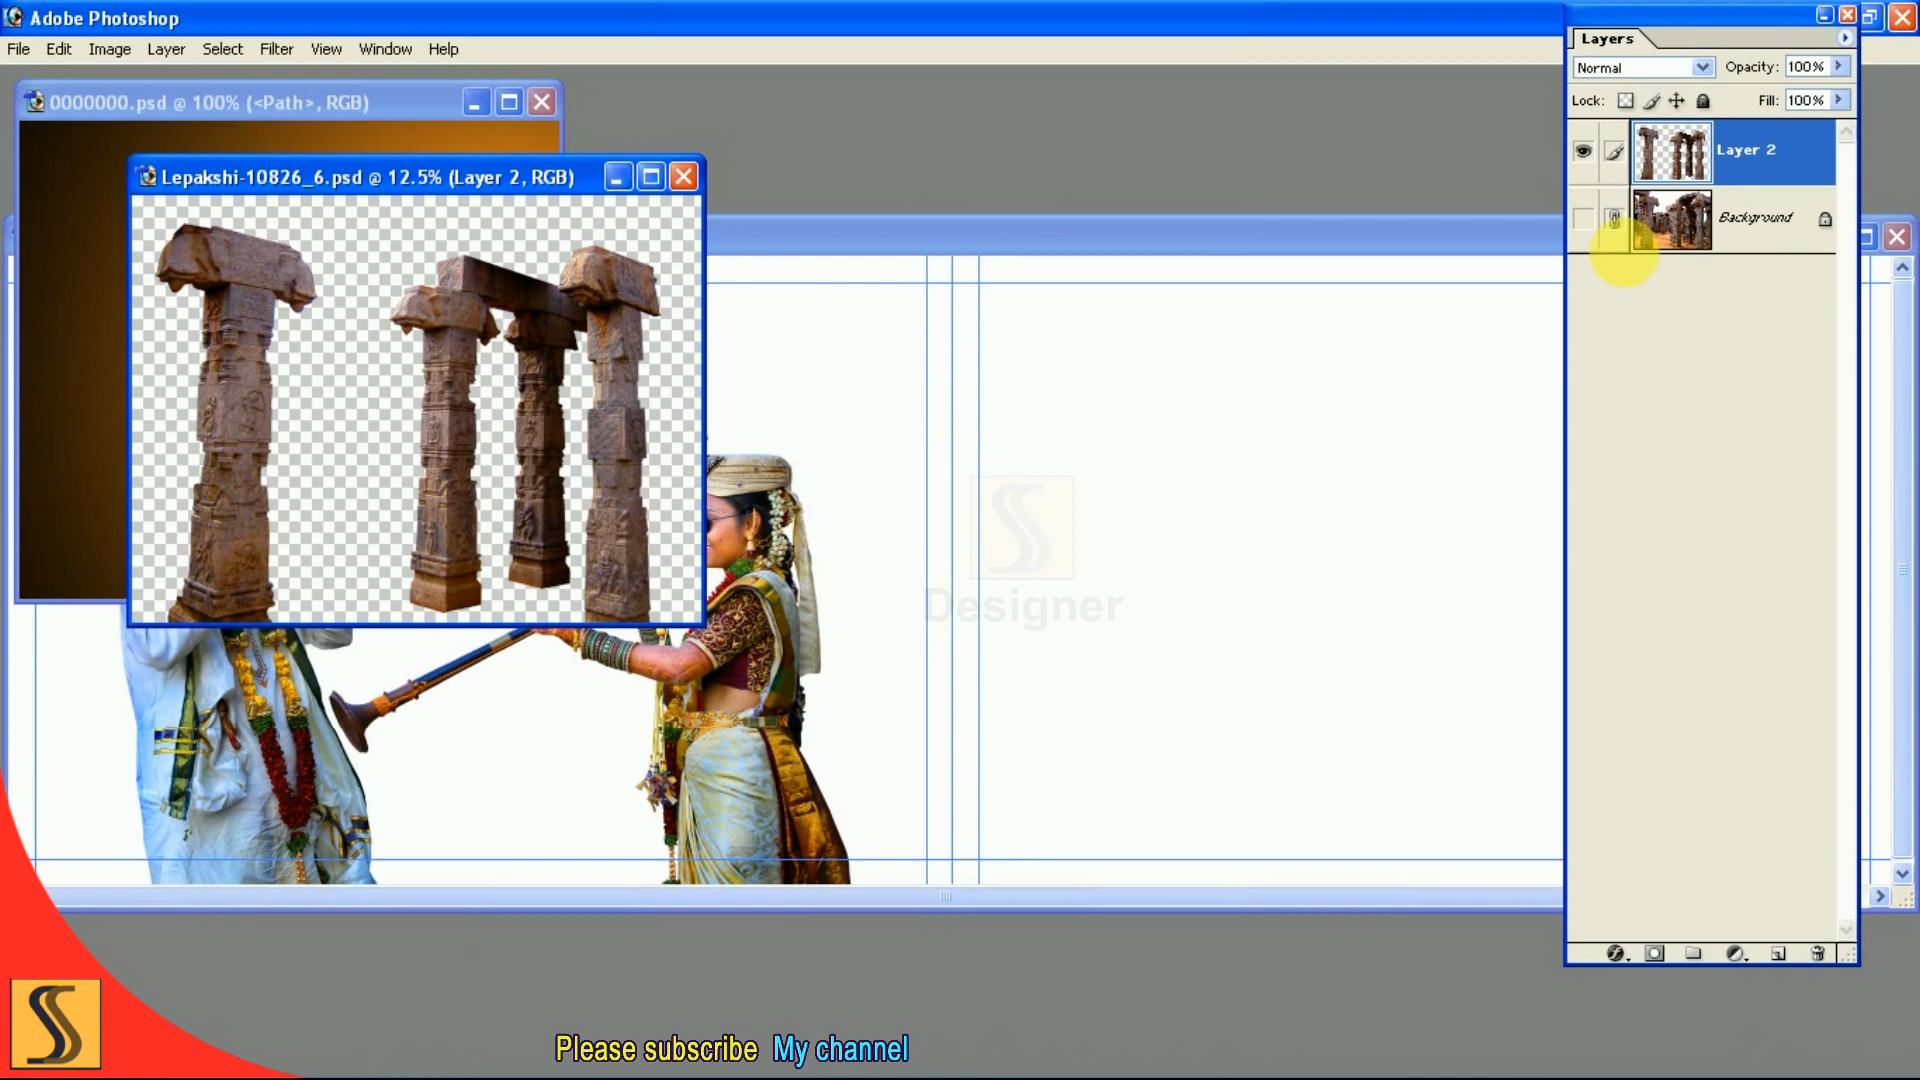 Adobe Photoshop
File Edit Image Layer Select Filter View Window Help
Layers
Normal Opacity: 100%
Lock: Fill: 100%
0000000.psd @ 100% (<Path>, RGB)
Lepakshi-10826_6.psd @ 12.5% (Layer 2, RGB)
Layer 2
Background
Designer
Please subscribe My channel